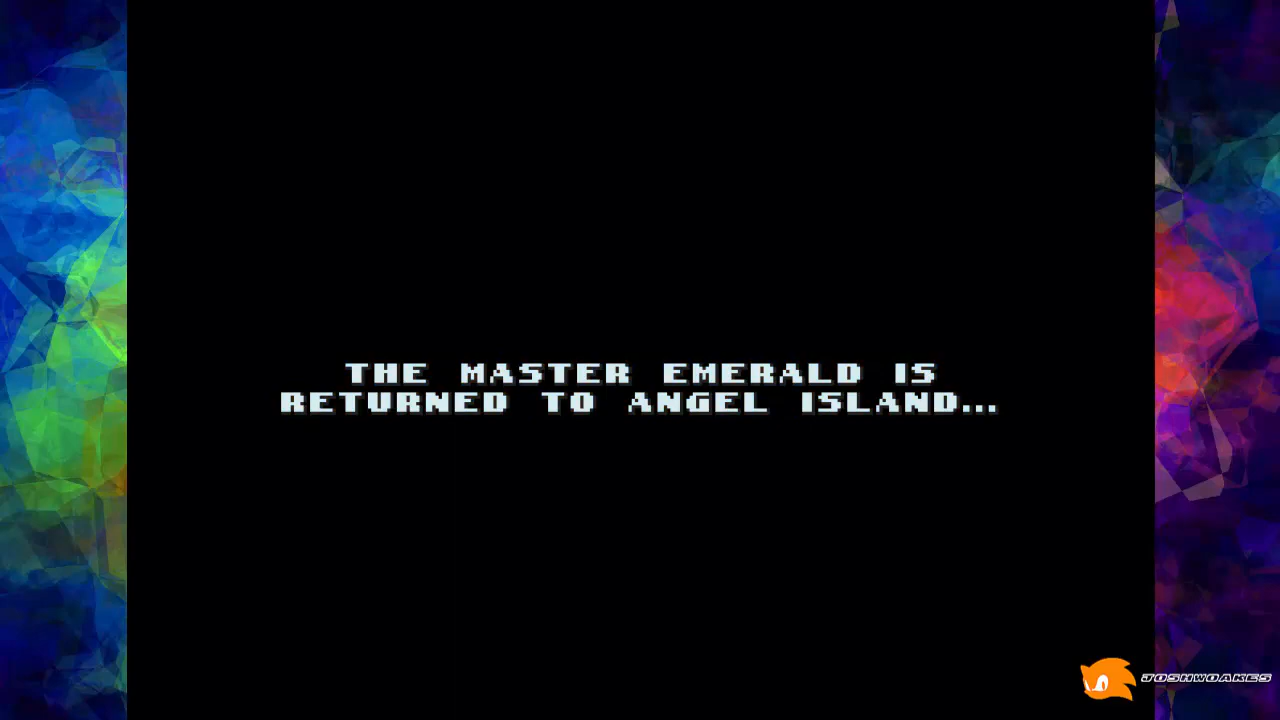 THE MASTER EMERALD IS
RETURNED TO ANGEL ISLAND...
JOSHWOAKES